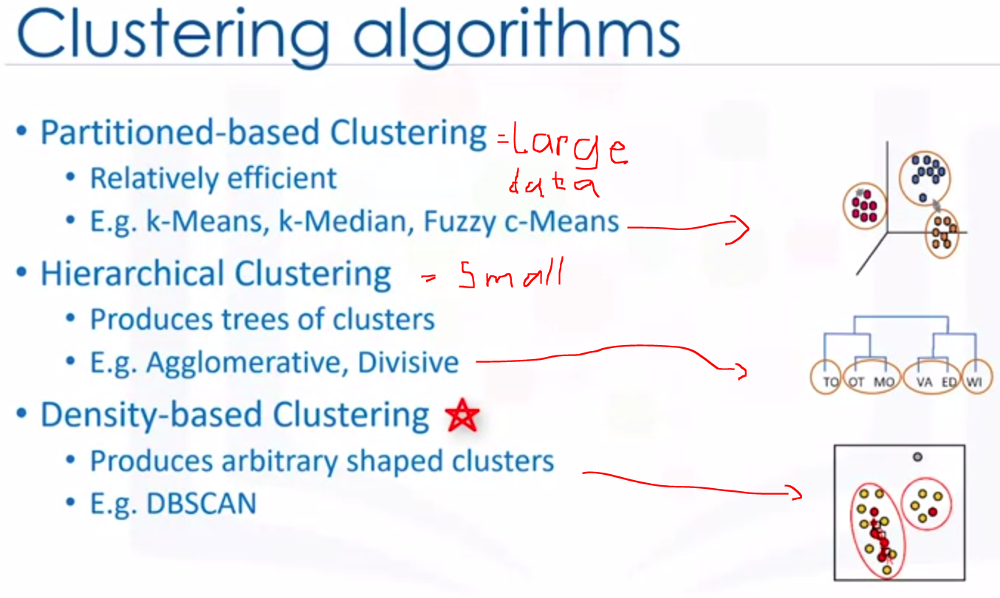 Clustering algorithms
• Partitioned-based Clustering = Large
data
• Relatively efficient
• E.g. k-Means, k-Median, Fuzzy c-Means
• Hierarchical Clustering = Small
• Produces trees of clusters
• E.g. Agglomerative, Divisive
TO OT MO VA ED WI
• Density-based Clustering
• Produces arbitrary shaped clusters
• E.g. DBSCAN